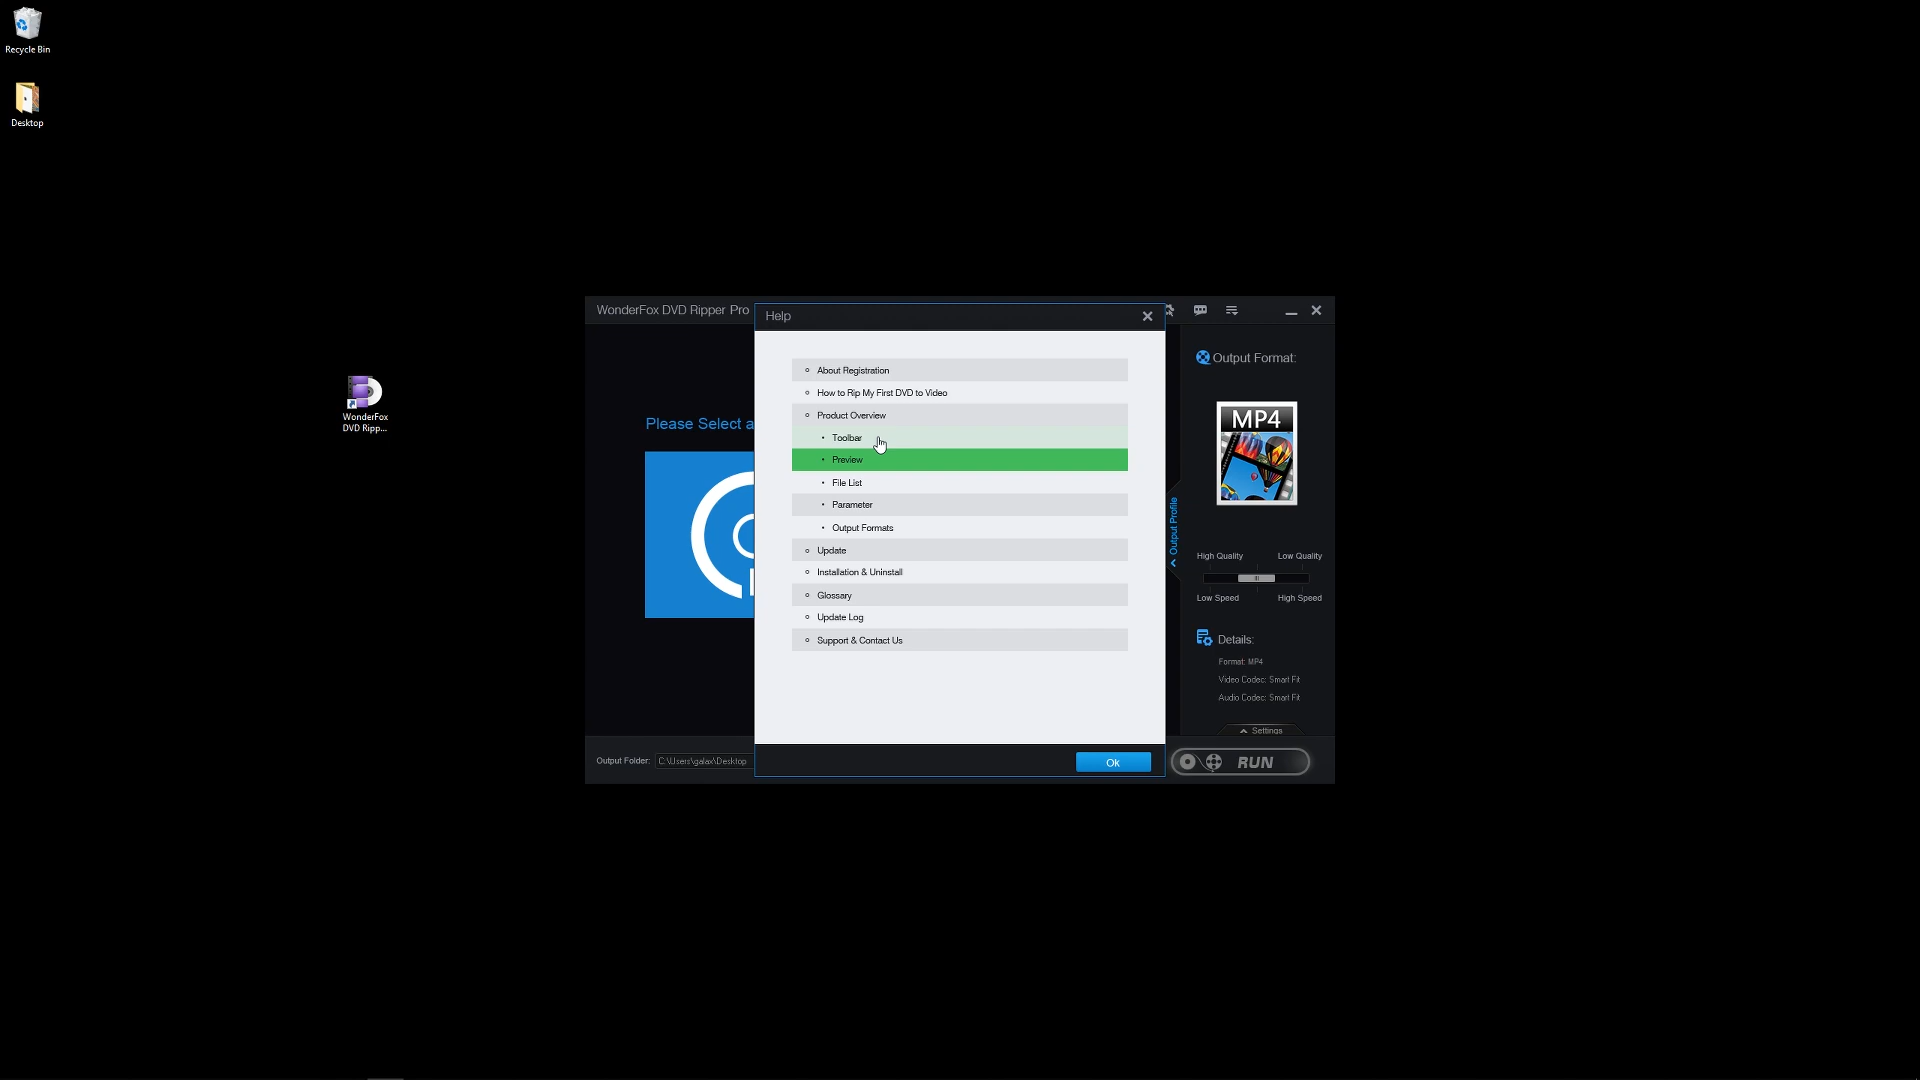 Recycle Bin
Desktop
WonderFox
DVD Ripp...
WonderFox DVD Ripper Pro
Please Select a
Output Folder:
C:\Users\galax\Desktop
Help
About Registration
How to Rip My First DVD to Video
Product Overview
Toolbar
Preview
File List
Parameter
Output Formats
Update
Installation & Uninstall
Glossary
Update Log
Support & Contact Us
Ok
Output Profile
Output Format:
MP4
High Quality
Low Quality
Low Speed
High Speed
Details:
Format: MP4
Video Codec: Smart Fit
Audio Codec: Smart Fit
Settings
RUN